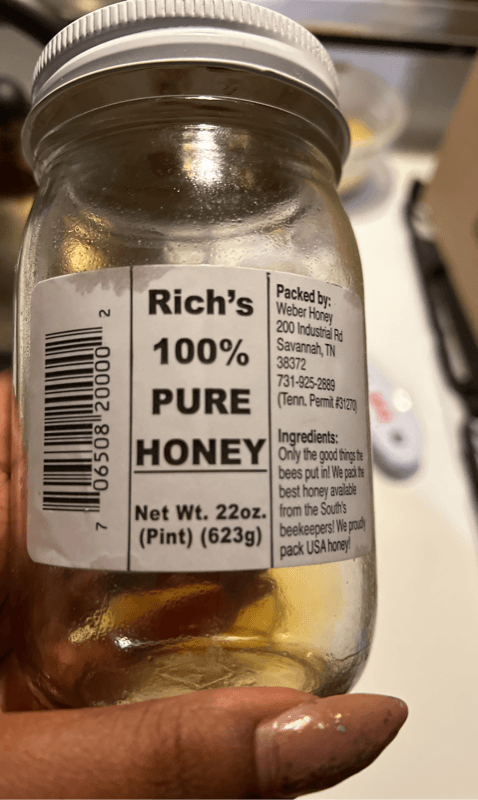 7 06508 20000 2
Rich's
100%
PURE
HONEY
Net Wt. 22oz.
(Pint) (623g)
Packed by:
Weber Honey
200 Industrial Rd
Savannah, TN
38372
731-925-2889
(Tenn. Permit #31270)
Ingredients:
Only the good things the
bees put in! We pack the
best honey available
from the South's
beekeepers! We proudly
pack USA honey!